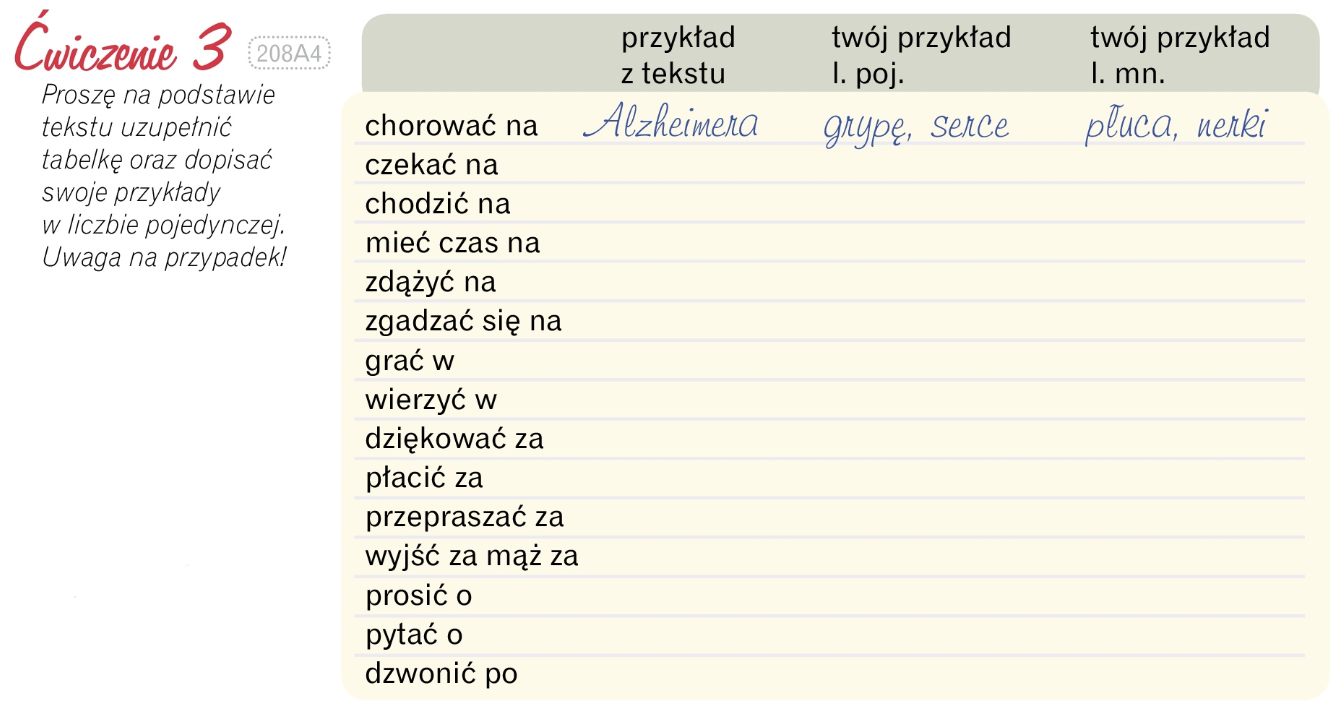 Ćwiczenie 3 208A4
Proszę na podstawie
tekstu uzupełnić
tabelkę oraz dopisać
swoje przykłady
w liczbie pojedynczej.
Uwaga na przypadek!
przykład z tekstu twój przykład l. poj. twój przykład l. mn.
chorować na Alzheimera grypę, serce płuca, nerki
czekać na
chodzić na
mieć czas na
zdążyć na
zgadzać się na
grać w
wierzyć w
dziękować za
płacić za
przepraszać za
wyjść za mąż za
prosić o
pytać o
dzwonić po